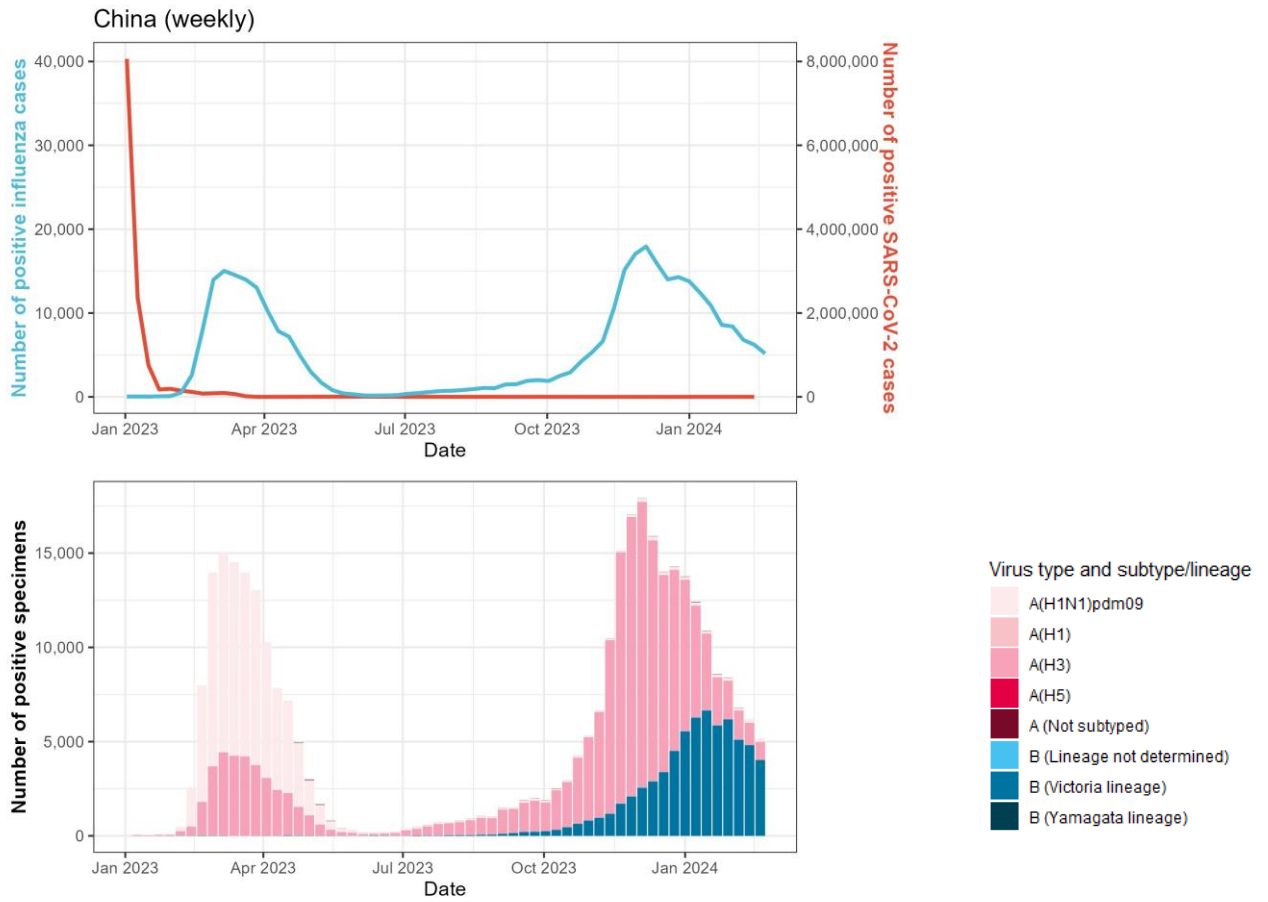 China (weekly)
Number of positive influenza cases
40,000
30,000
20,000
10,000
0
8,000,000
6,000,000
4,000,000
2,000,000
0
Number of positive SARS-CoV-2 cases
Jan 2023
Apr 2023
Jul 2023
Oct 2023
Jan 2024
Date
Number of positive specimens
15,000
10,000
5,000
0
Jan 2023
Apr 2023
Jul 2023
Oct 2023
Jan 2024
Date
Virus type and subtype/lineage
A(H1N1)pdm09
A(H1)
A(H3)
A(H5)
A (Not subtyped)
B (Lineage not determined)
B (Victoria lineage)
B (Yamagata lineage)